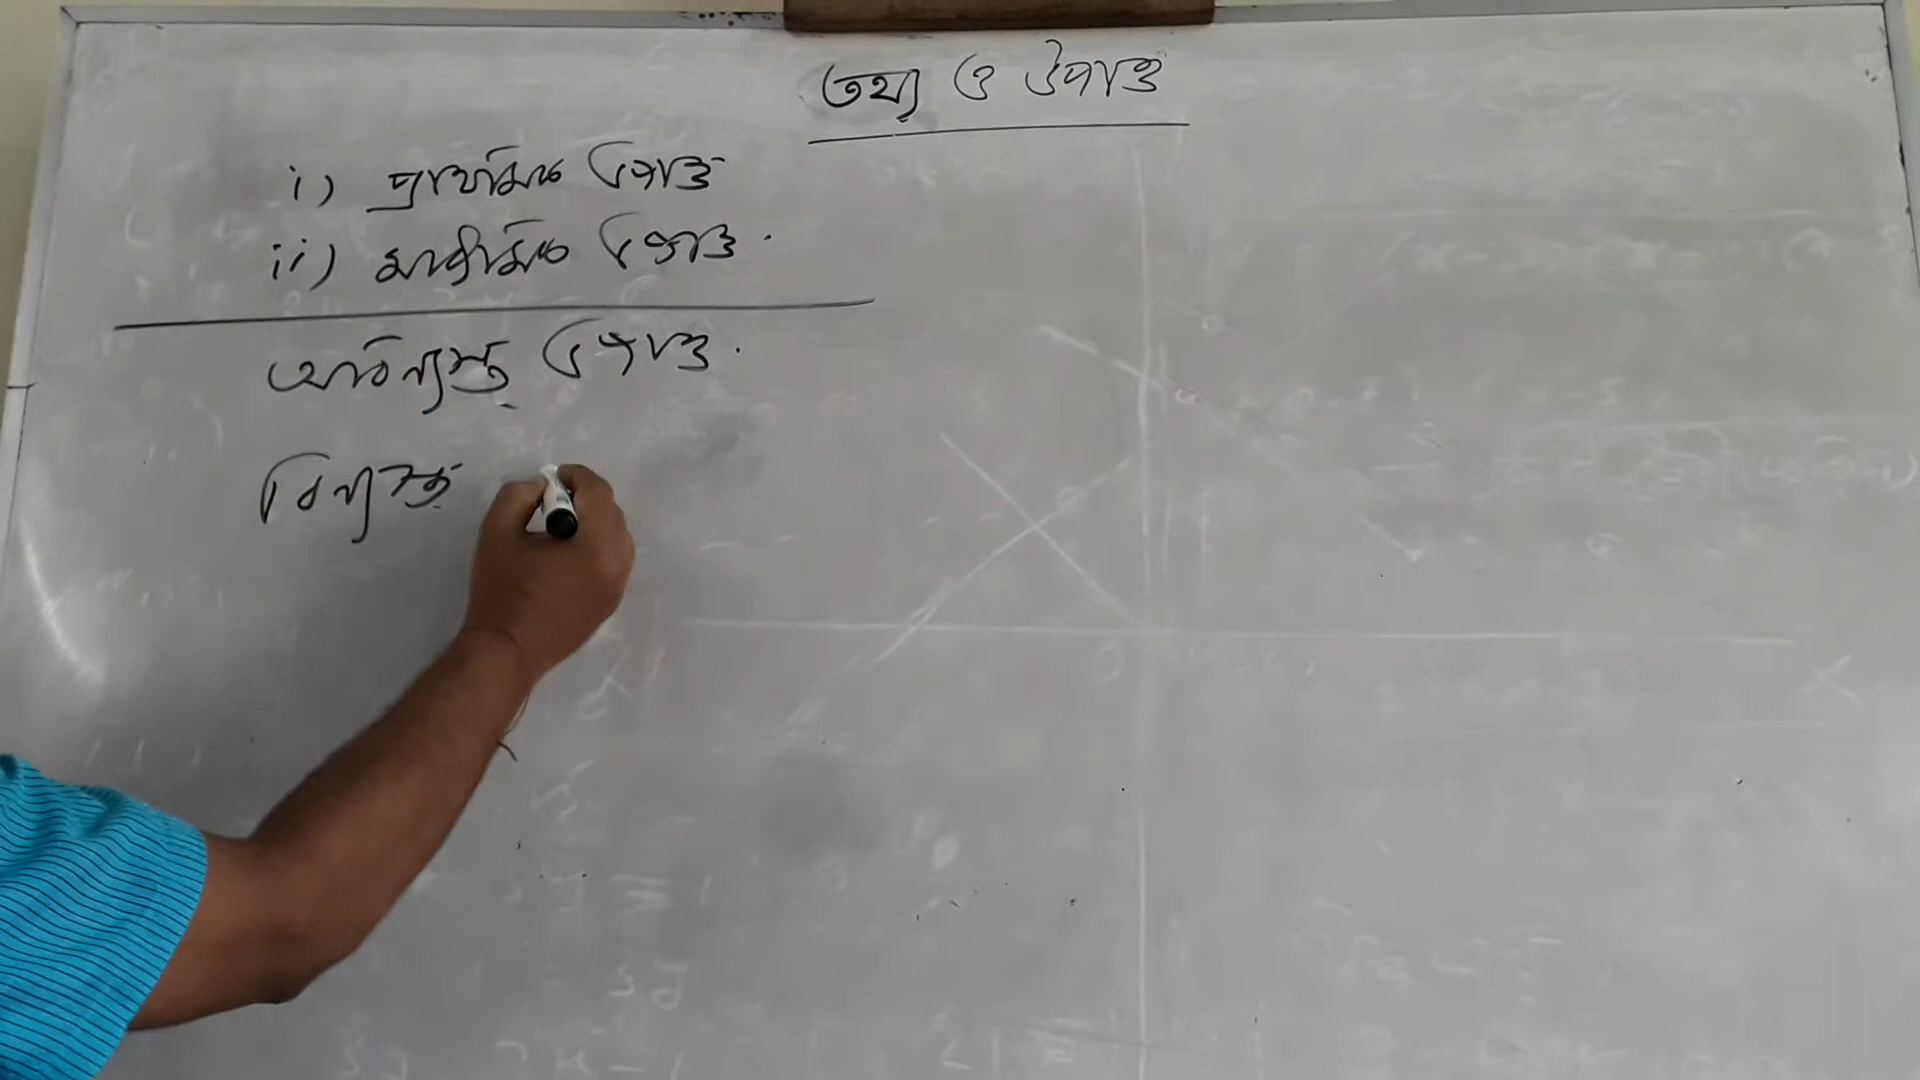 তথ্য ও উপাত্ত
i) প্রাথমিক উপাত্ত
ii) মাধ্যমিক উপাত্ত.
অবিন্যস্ত উপাত্ত.
বিন্যস্ত